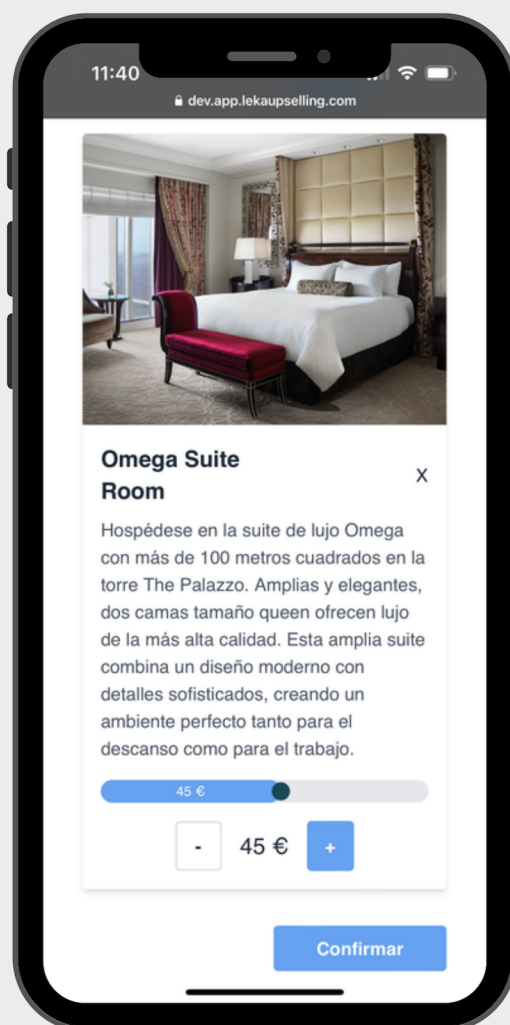 11:40
dev.app.lekaupselling.com
Omega Suite
Room
X
Hospédese en la suite de lujo Omega
con más de 100 metros cuadrados en la
torre The Palazzo. Amplias y elegantes,
dos camas tamaño queen ofrecen lujo
de la más alta calidad. Esta amplia suite
combina un diseño moderno con
detalles sofisticados, creando un
ambiente perfecto tanto para el
descanso como para el trabajo.
45 €
- 45 € +
Confirmar